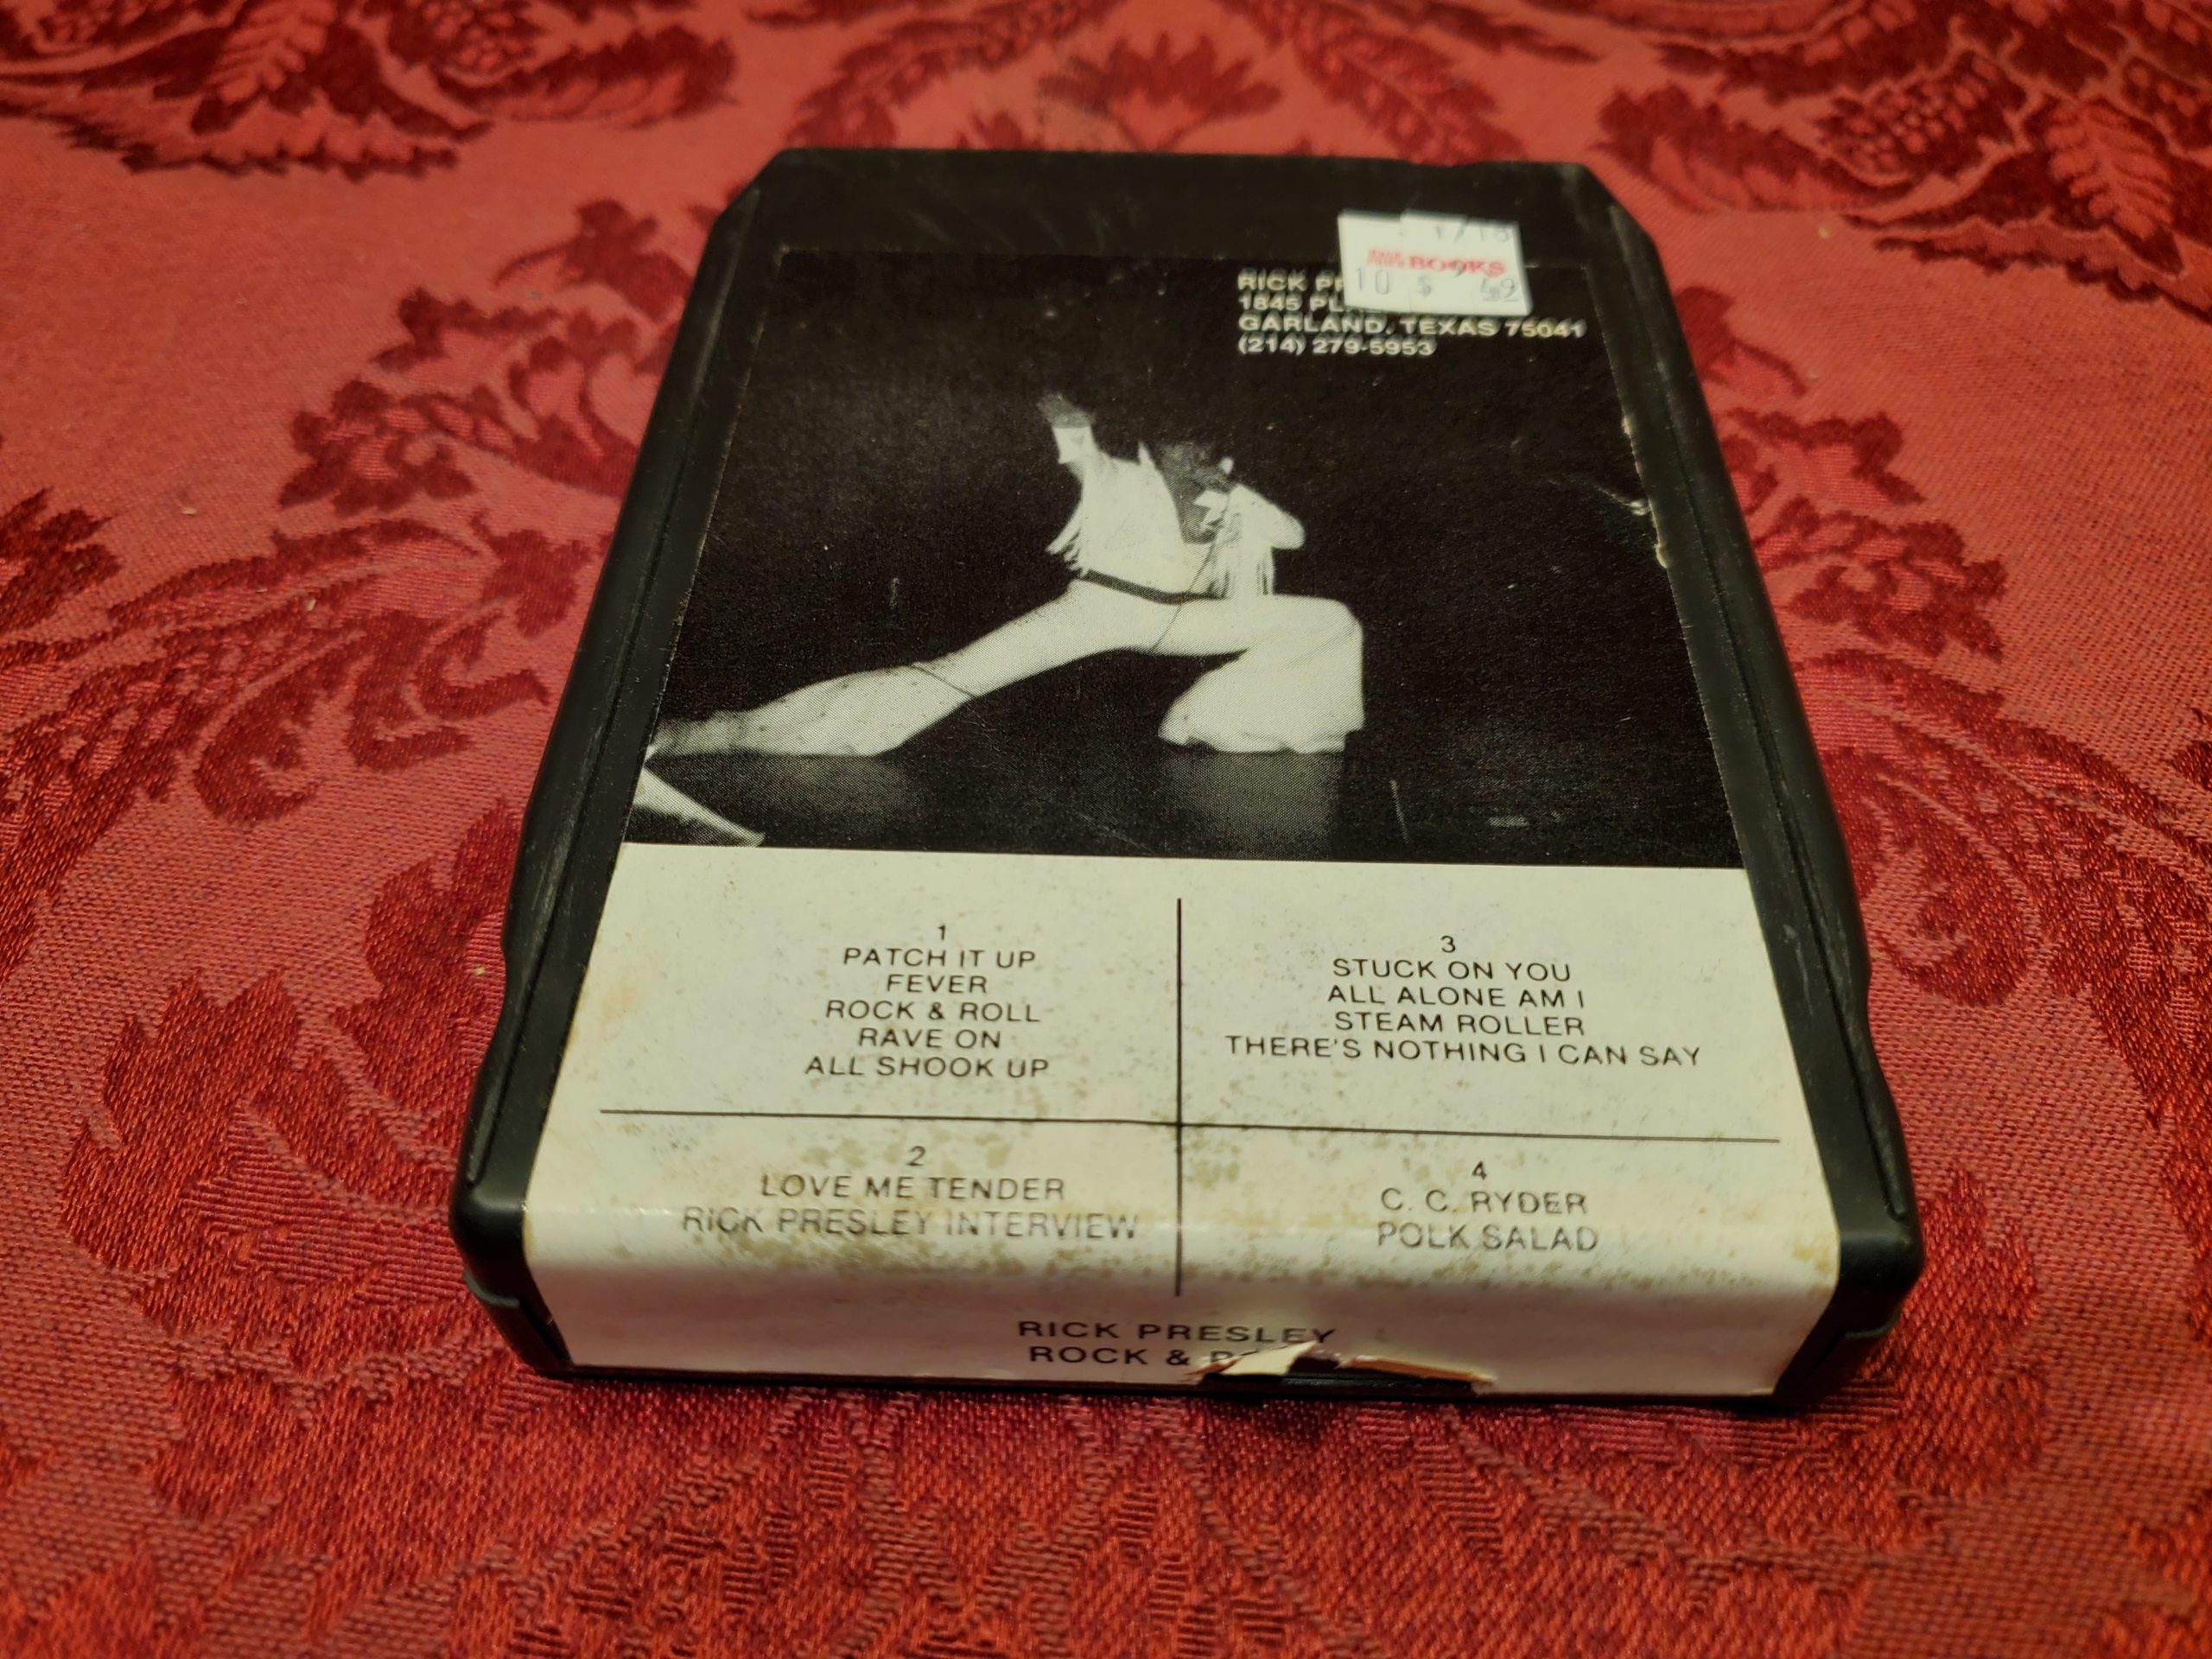 BOOKS
10 $
RICK
1845
GARLAND, TEXAS 75041
(214) 279-5953
1
PATCH IT UP
FEVER
ROCK & ROLL
RAVE ON
ALL SHOOK UP
3
STUCK ON YOU
ALL ALONE AM I
STEAM ROLLER
THERE'S NOTHING I CAN SAY
2
LOVE ME TENDER
RICK PRESLEY INTERVIEW
4
C. C. RYDER
POLK SALAD
RICK PRESLEY
ROCK &